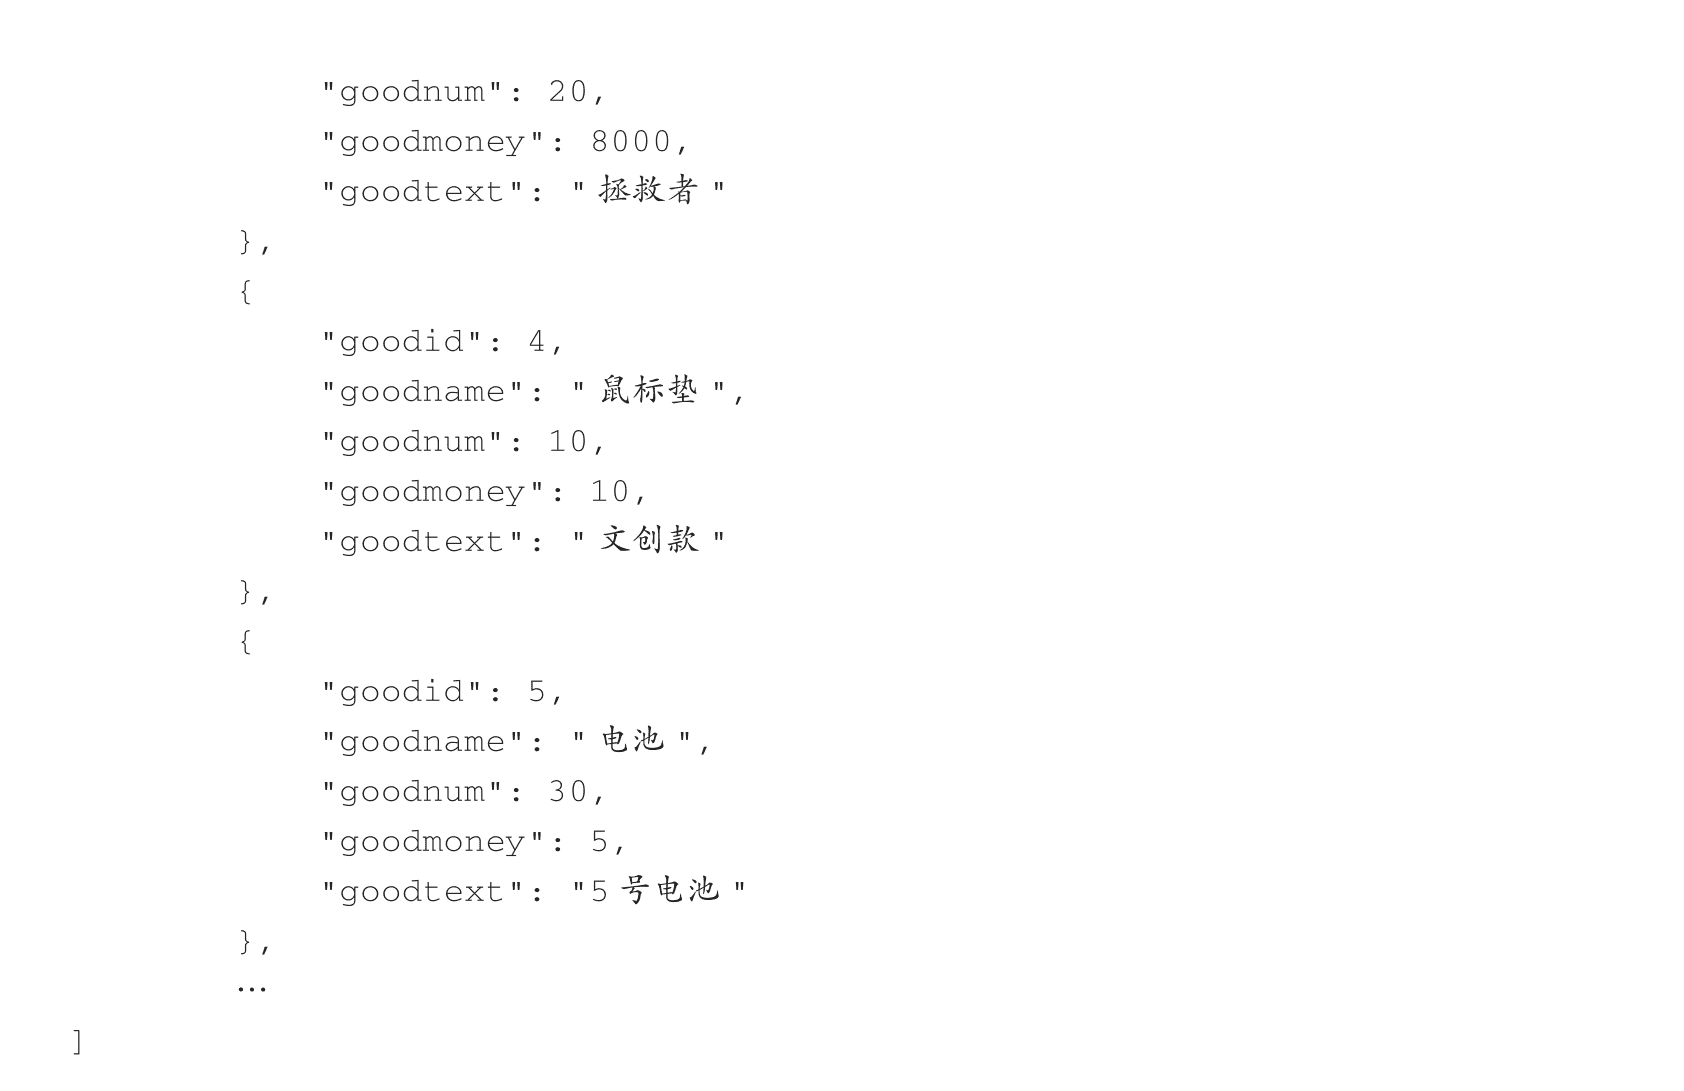 "goodnum": 20,
"goodmoney": 8000,
"goodtext": " 拯救者 "
},
{
"goodid": 4,
"goodname": " 鼠标垫 ",
"goodnum": 10,
"goodmoney": 10,
"goodtext": " 文创款 "
},
{
"goodid": 5,
"goodname": " 电池 ",
"goodnum": 30,
"goodmoney": 5,
"goodtext": "5 号电池 "
},
…
]